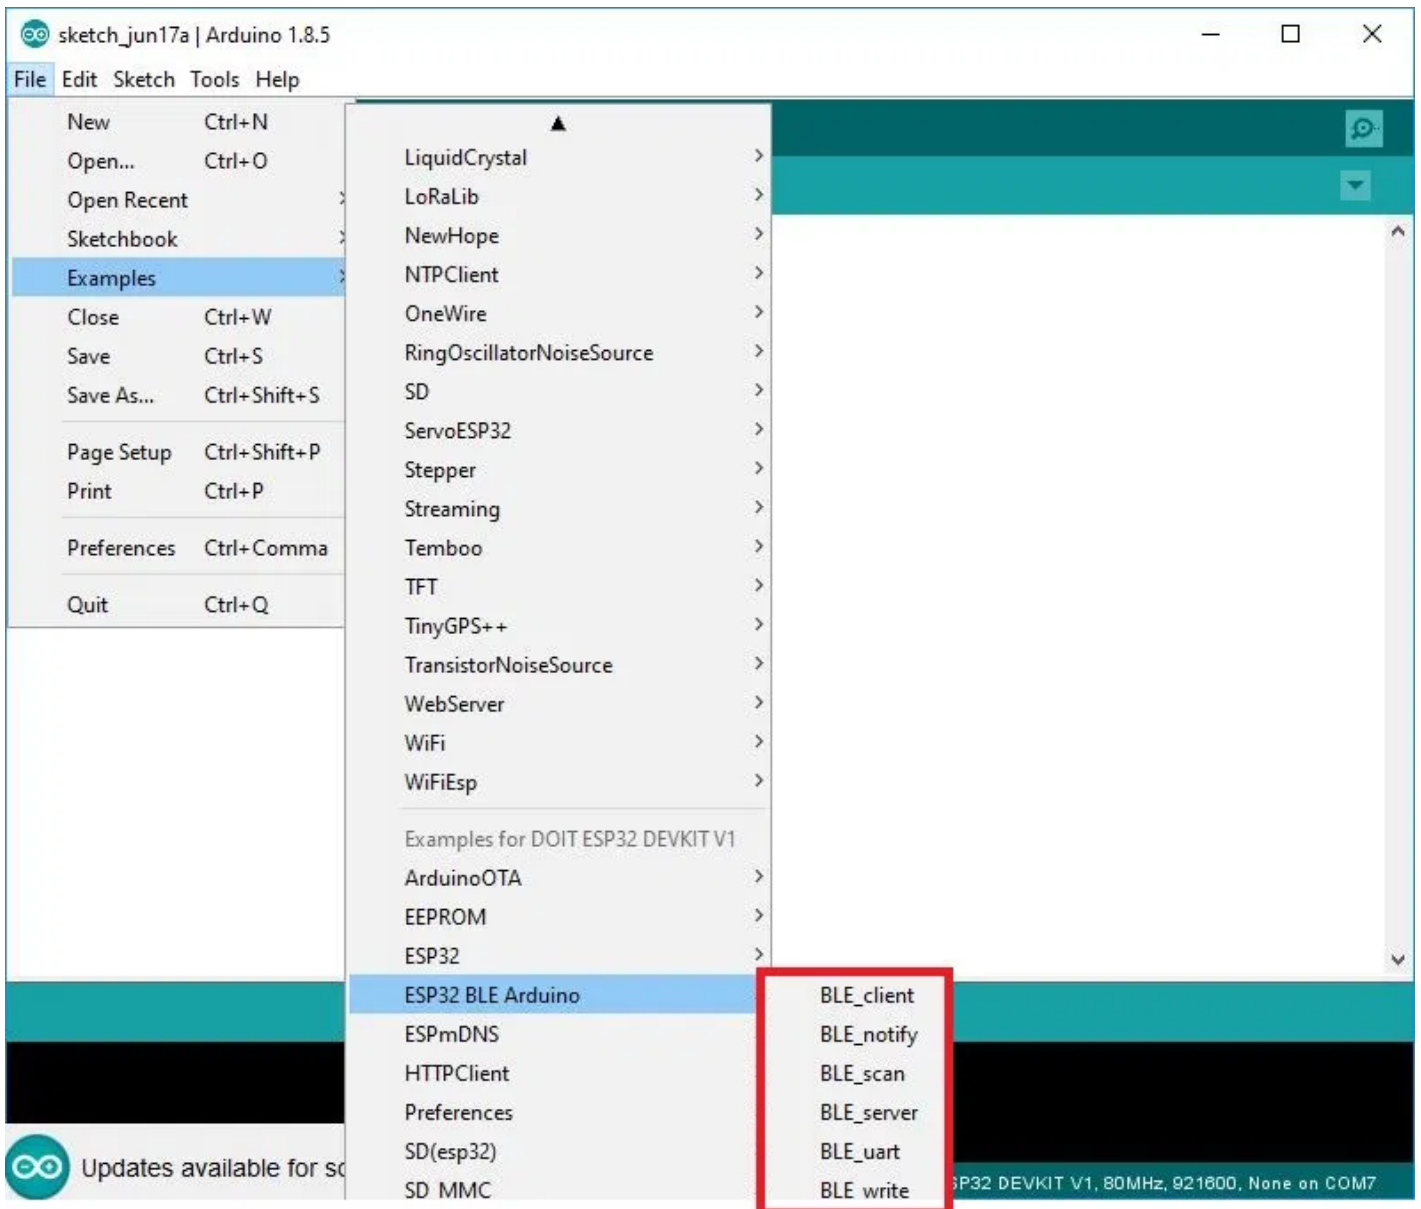 sketch_jun17a | Arduino 1.8.5
File Edit Sketch Tools Help
New Ctrl+N
Open... Ctrl+O
Open Recent
Sketchbook
Examples
Close Ctrl+W
Save Ctrl+S
Save As... Ctrl+Shift+S
Page Setup Ctrl+Shift+P
Print Ctrl+P
Preferences Ctrl+Comma
Quit Ctrl+Q
LiquidCrystal
LoRaLib
NewHope
NTPClient
OneWire
RingOscillatorNoiseSource
SD
ServoESP32
Stepper
Streaming
Temboo
TFT
TinyGPS++
TransistorNoiseSource
WebServer
WiFi
WiFiEsp
Examples for DOIT ESP32 DEVKIT V1
ArduinoOTA
EEPROM
ESP32
ESP32 BLE Arduino
ESPmDNS
HTTPClient
Preferences
SD(esp32)
SD MMC
BLE_client
BLE_notify
BLE_scan
BLE_server
BLE_uart
BLE write
Updates available for
DEVKIT V1, 80MHz, 921600, None on COM7